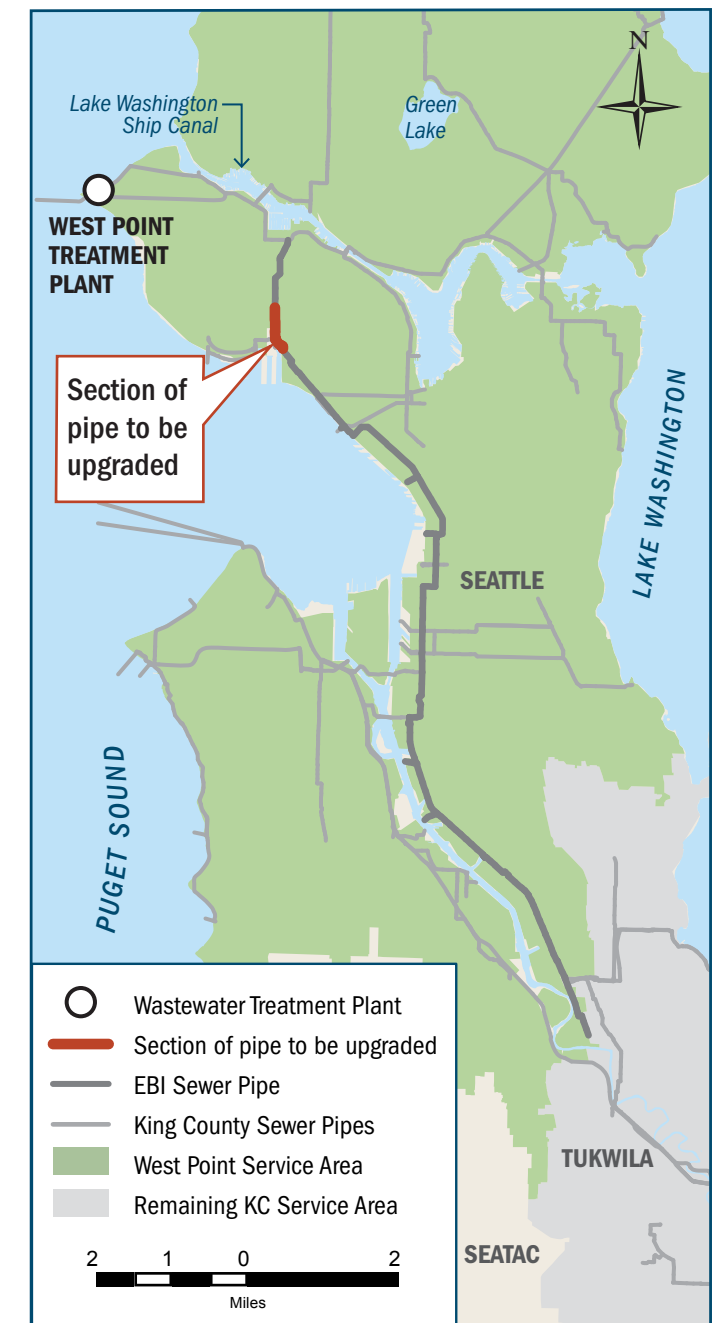 N
Lake Washington
Ship Canal
Green
Lake
WEST POINT
TREATMENT
PLANT
Section of
pipe to be
upgraded
LAKE WASHINGTON
SEATTLE
PUGET SOUND
Wastewater Treatment Plant
Section of pipe to be upgraded
EBI Sewer Pipe
King County Sewer Pipes
West Point Service Area
Remaining KC Service Area
TUKWILA
SEATAC
2 1 0 2
Miles